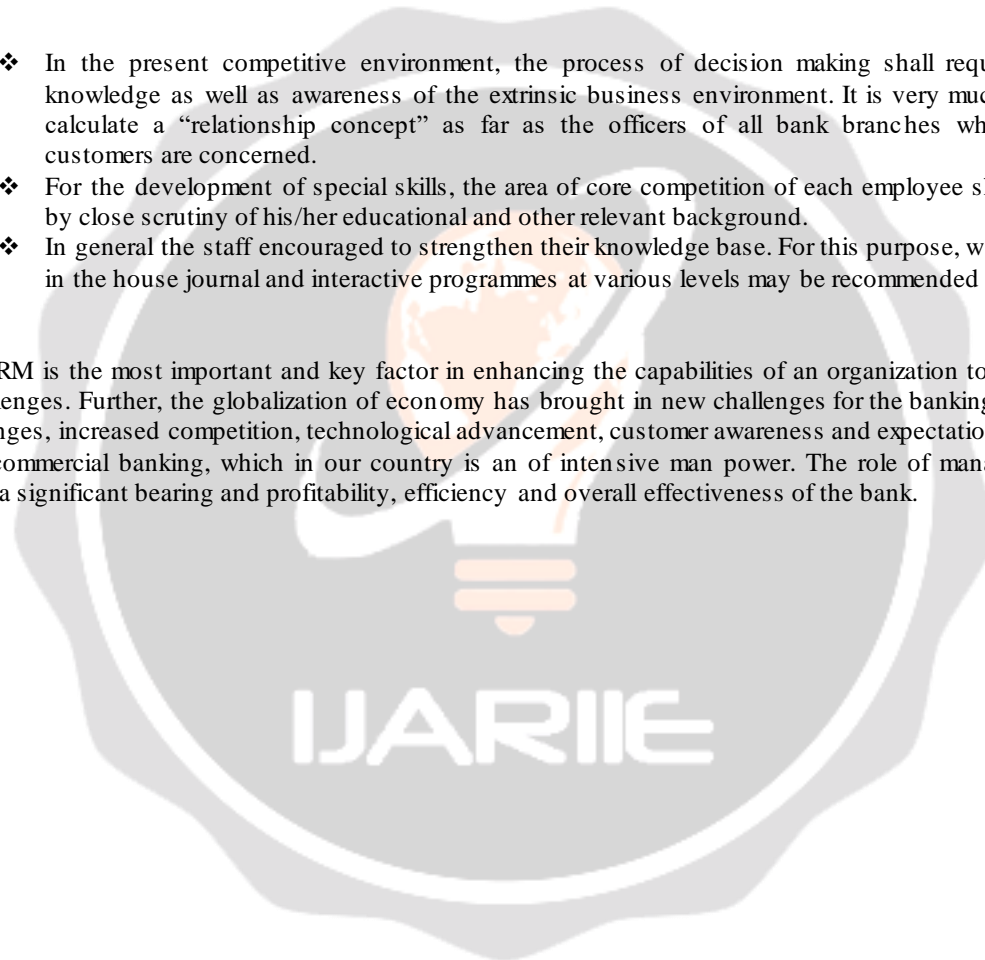 ❖ In the present competitive environment, the process of decision making shall
knowledge as well as awareness of the extrinsic business environment. It is very
calculate a “relationship concept” as far as the officers of all bank branches
customers are concerned.
❖ For the development of special skills, the area of core competition of each employee
by close scrutiny of his/her educational and other relevant background.
❖ In general the staff encouraged to strengthen their knowledge base. For this purpose,
in the house journal and interactive programmes at various levels may be recommended
RM is the most important and key factor in enhancing the capabilities of an organization to
lenges. Further, the globalization of economy has brought in new challenges for the banking
nges, increased competition, technological advancement, customer awareness and
commercial banking, which in our country is an of intensive man power. The role of
a significant bearing and profitability, efficiency and overall effectiveness of the bank.
IJARIIE